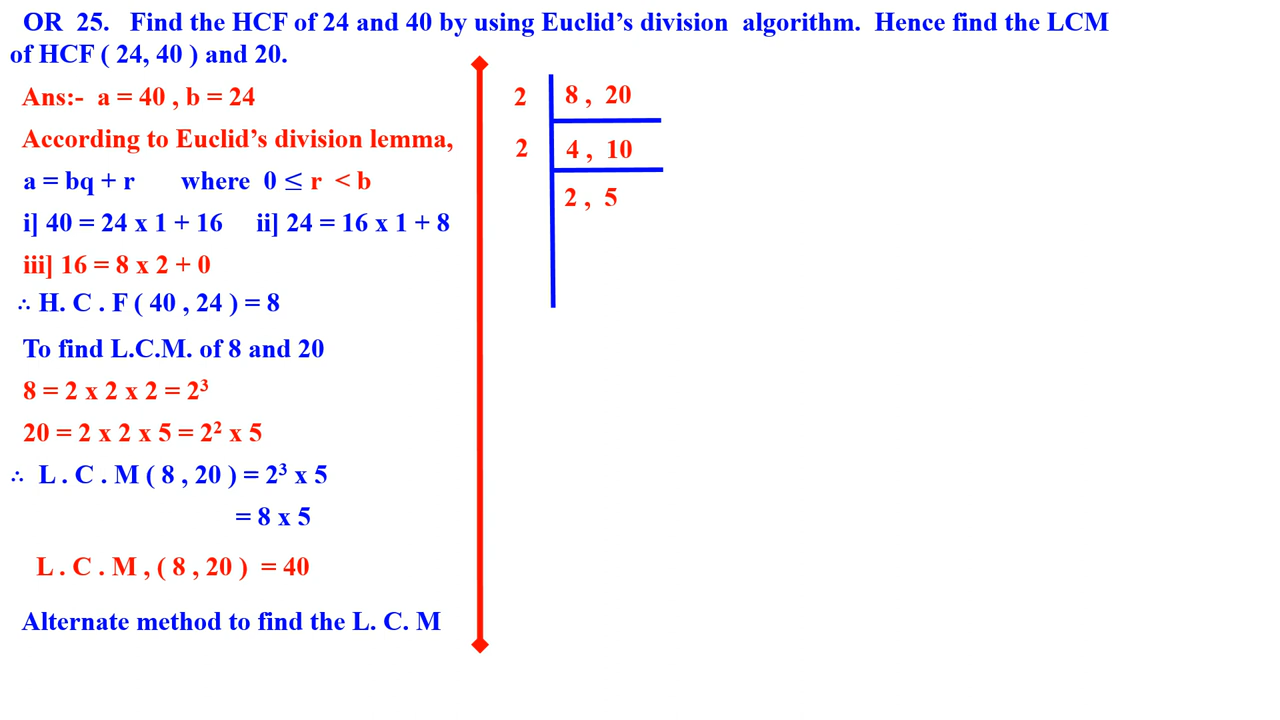 OR 25. Find the HCF of 24 and 40 by using Euclid’s division algorithm. Hence find the LCM
of HCF ( 24, 40 ) and 20.
Ans:- a = 40 , b = 24
According to Euclid’s division lemma,
a = bq + r where 0 ≤ r < b
i] 40 = 24 x 1 + 16 ii] 24 = 16 x 1 + 8
iii] 16 = 8 x 2 + 0
∴ H. C . F ( 40 , 24 ) = 8
To find L.C.M. of 8 and 20
8 = 2 x 2 x 2 = 2³
20 = 2 x 2 x 5 = 2² x 5
∴ L . C . M ( 8 , 20 ) = 2³ x 5
= 8 x 5
L . C . M , ( 8 , 20 ) = 40
Alternate method to find the L. C. M
2 8 , 20
2 4 , 10
2 , 5